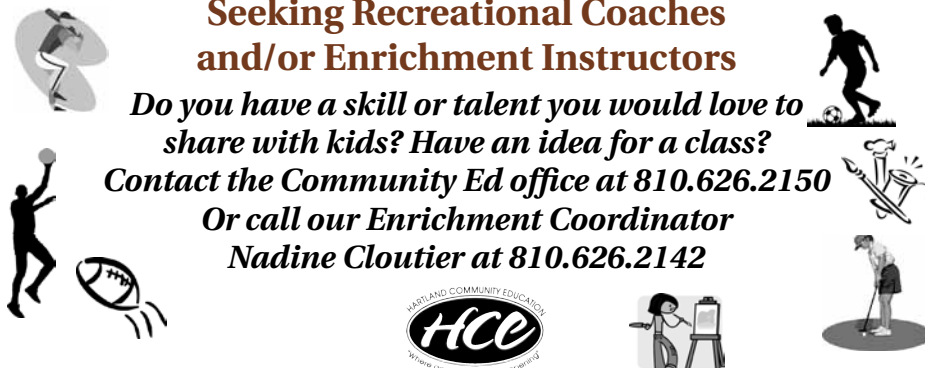 Seeking Recreational Coaches
and/or Enrichment Instructors
Do you have a skill or talent you would love to
share with kids? Have an idea for a class?
Contact the Community Ed office at 810.626.2150
Or call our Enrichment Coordinator
Nadine Cloutier at 810.626.2142
HARTLAND COMMUNITY EDUCATION
HCE
"Where